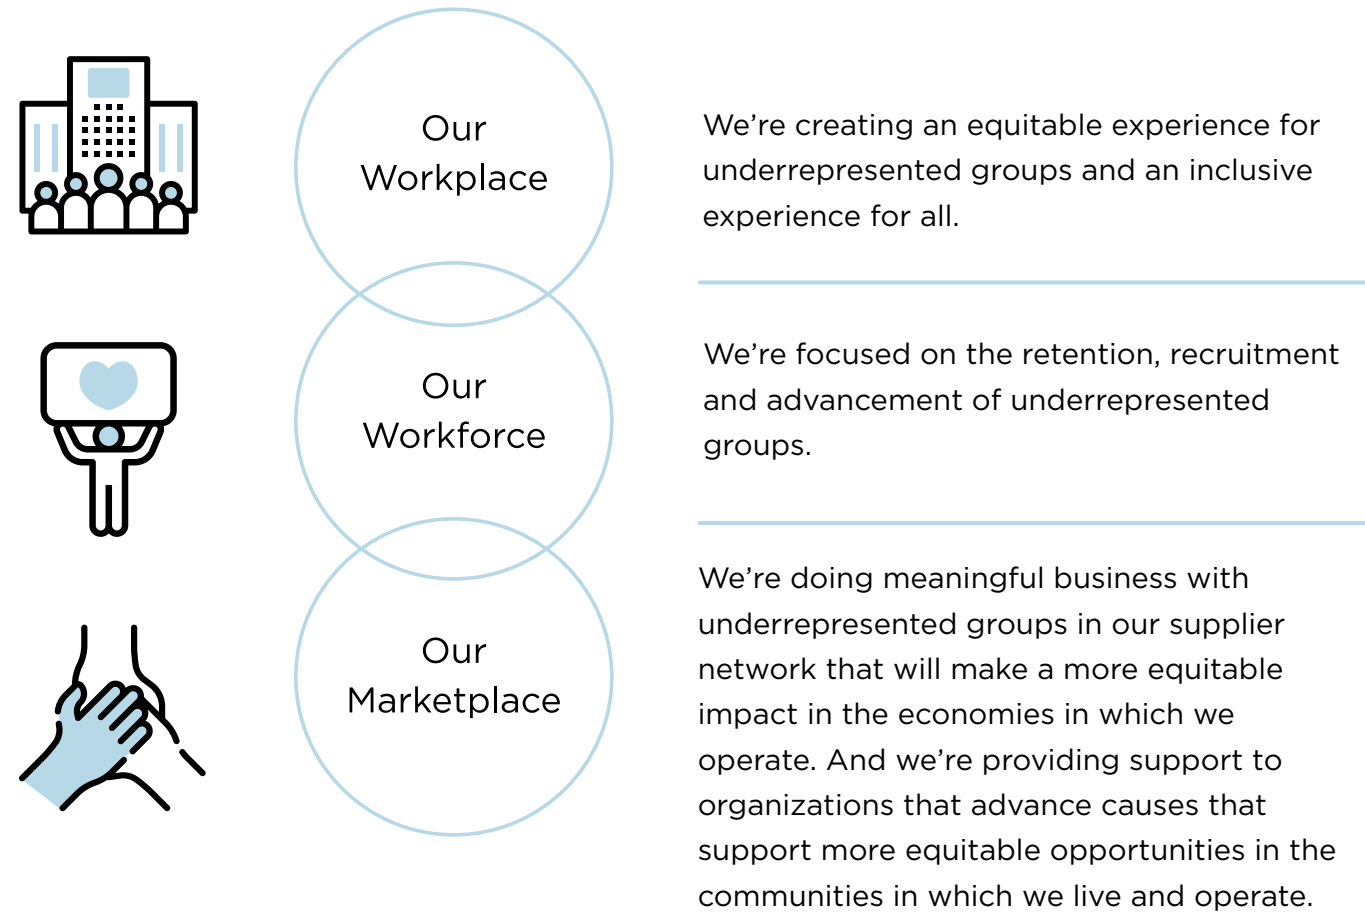 Our
Workplace
We’re creating an equitable experience for
underrepresented groups and an inclusive
experience for all.
Our
Workforce
We’re focused on the retention, recruitment
and advancement of underrepresented
groups.
Our
Marketplace
We’re doing meaningful business with
underrepresented groups in our supplier
network that will make a more equitable
impact in the economies in which we
operate. And we’re providing support to
organizations that advance causes that
support more equitable opportunities in the
communities in which we live and operate.